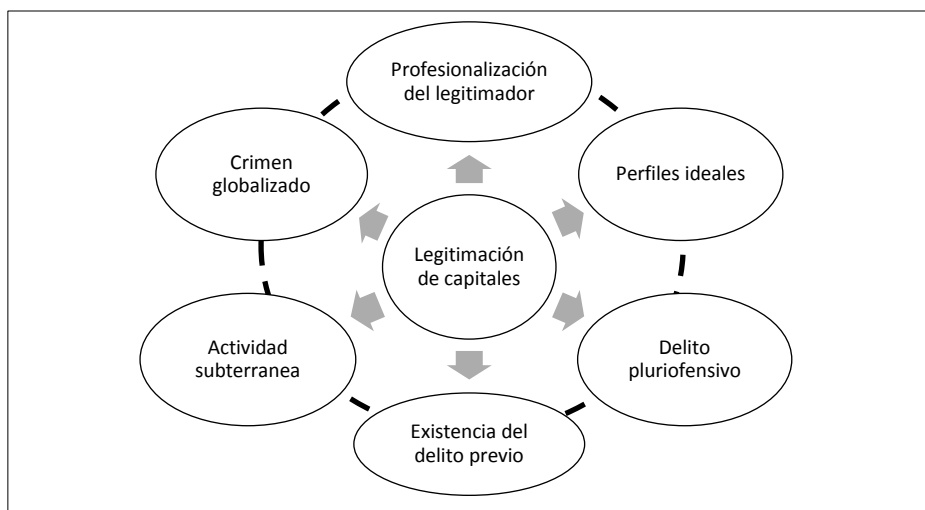 Profesionalización
del legitimador
Crimen
globalizado
Perfiles ideales
Legitimación
de capitales
Actividad
subterranea
Delito
pluriofensivo
Existencia del
delito previo